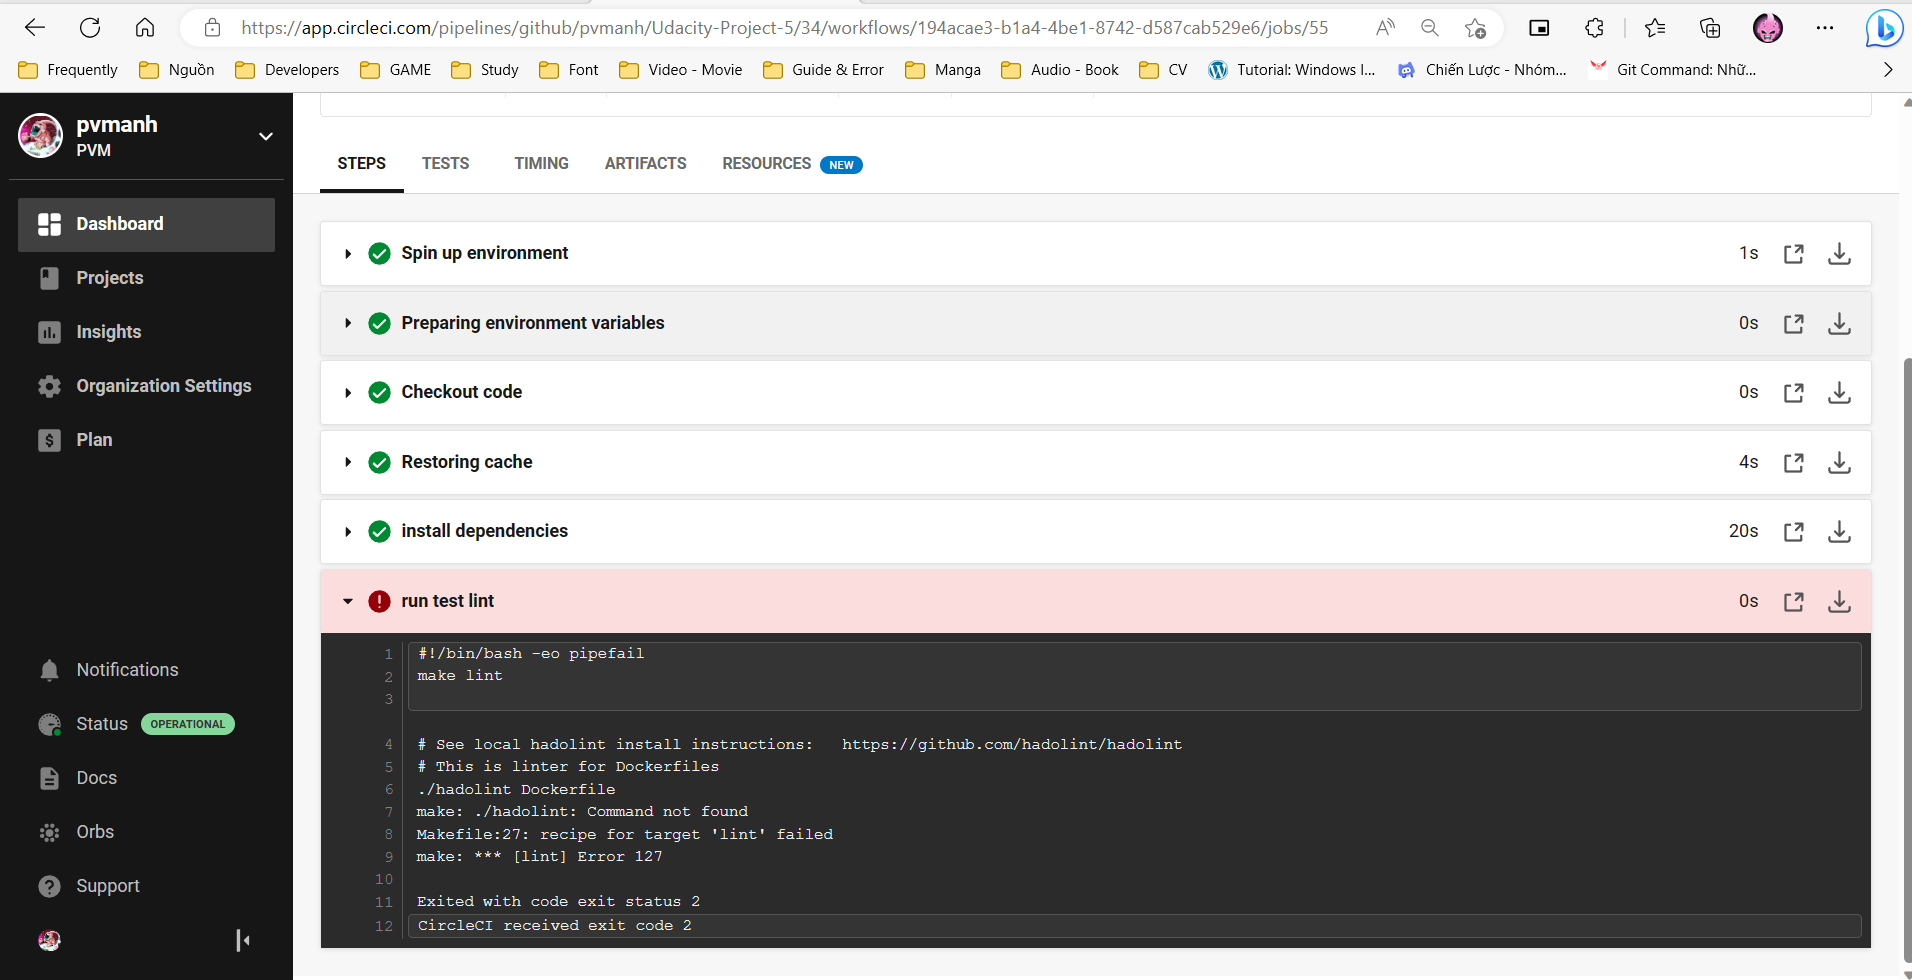 https://app.circleci.com/pipelines/github/pvmanh/Udacity-Project-5/34/workflows/194acae3-b1a4-4be1-8742-d587cab529e6/jobs/55
Frequently Nguồn Developers GAME Study Font Video - Movie Guide & Error Manga Audio - Book CV Tutorial: Windows I... Chiến Lược - Nhóm... Git Command: Nhữ...
pvmanh
PVM
Dashboard
Projects
Insights
Organization Settings
Plan
Notifications
Status OPERATIONAL
Docs
Orbs
Support
STEPS TESTS TIMING ARTIFACTS RESOURCES NEW
Spin up environment 1s
Preparing environment variables 0s
Checkout code 0s
Restoring cache 4s
install dependencies 20s
run test lint 0s
1 #!/bin/bash -eo pipefail
2 make lint
3
4 # See local hadolint install instructions:   https://github.com/hadolint/hadolint
5 # This is linter for Dockerfiles
6 ./hadolint Dockerfile
7 make: ./hadolint: Command not found
8 Makefile:27: recipe for target 'lint' failed
9 make: *** [lint] Error 127
10
11 Exited with code exit status 2
12 CircleCI received exit code 2